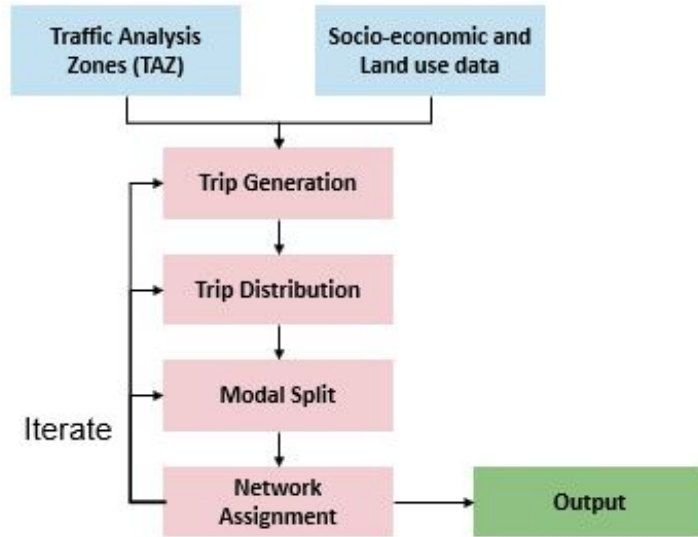 Traffic Analysis
Zones (TAZ)
Socio-economic and
Land use data
Trip Generation
Trip Distribution
Modal Split
Iterate
Network
Assignment
Output